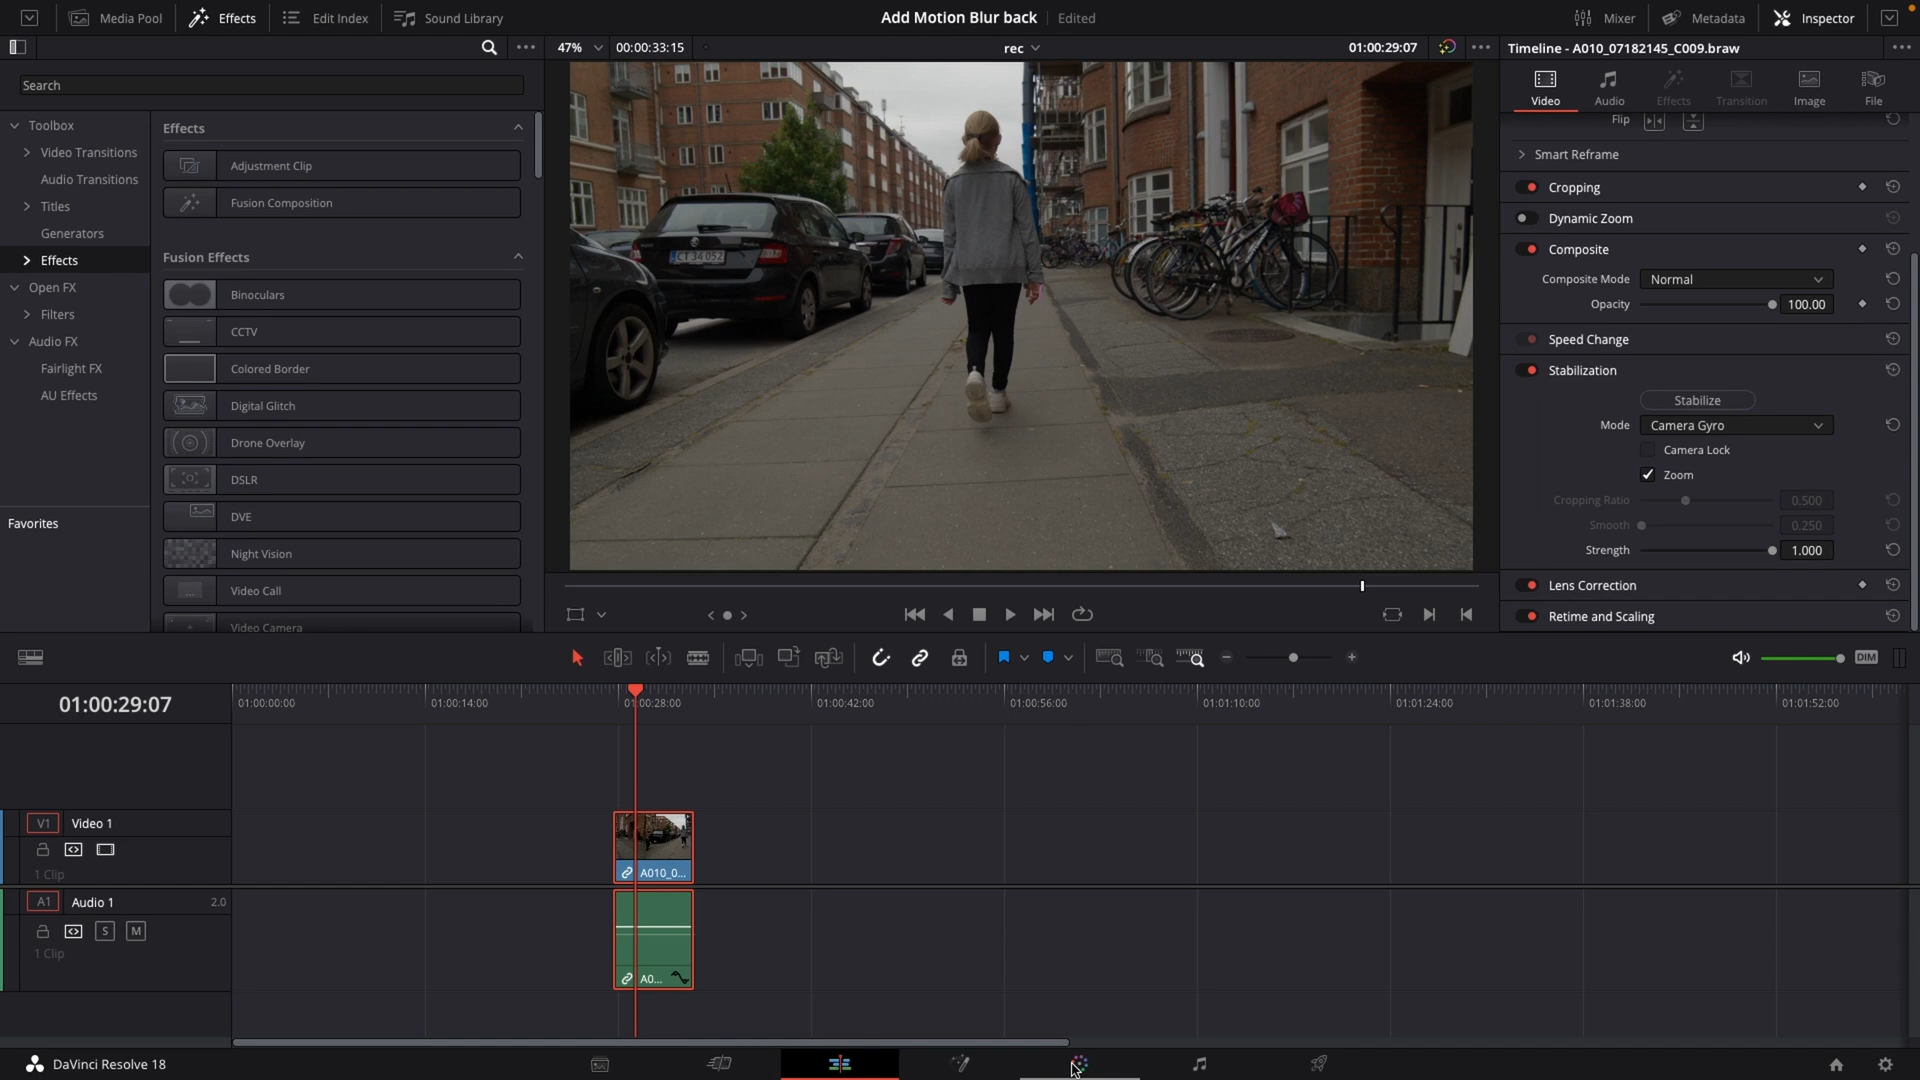 Media Pool
Effects
Edit Index
Sound Library
Add Motion Blur back
Edited
Mixer
Metadata
Inspector
47%
00:00:33:15
rec
01:00:29:07
Timeline - A010_07182145_C009.braw
Search
Toolbox
Video Transitions
Audio Transitions
Titles
Generators
Effects
Open FX
Filters
Audio FX
Fairlight FX
AU Effects
Favorites
Effects
Adjustment Clip
Fusion Composition
Fusion Effects
Binoculars
CCTV
Colored Border
Digital Glitch
Drone Overlay
DSLR
DVE
Night Vision
Video Call
Video Camera
Video
Audio
Effects
Transition
Image
File
Flip
Smart Reframe
Cropping
Dynamic Zoom
Composite
Composite Mode
Normal
Opacity
100.00
Speed Change
Stabilization
Stabilize
Mode
Camera Gyro
Camera Lock
Zoom
Cropping Ratio
0.500
Smooth
0.250
Strength
1.000
Lens Correction
Retime and Scaling
DIM
01:00:29:07
01:00:00:00
01:00:14:00
01:00:28:00
01:00:42:00
01:00:56:00
01:01:10:00
01:01:24:00
01:01:38:00
01:01:52:00
V1
Video 1
1 Clip
A010_0...
A1
Audio 1
2.0
S
M
1 Clip
A0...
DaVinci Resolve 18